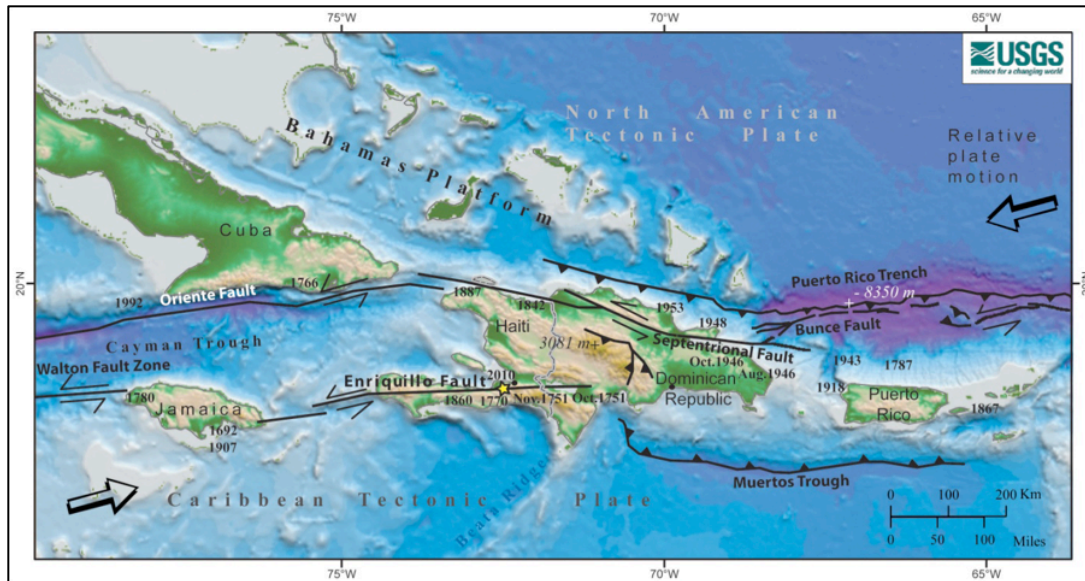 75°W
70°W
65°W
USGS
science for a changing world
North American
Tectonic Plate
Relative
plate
motion
Bahamas Platform
Cuba
20°N
20°N
Puerto Rico Trench
- 8350 m
1766
1992
Oriente Fault
1887
1842
1953
1948
Bunce Fault
Haiti
3081 m
Septentrional Fault
Cayman Trough
Walton Fault Zone
Oct.1946
Aug.1946
1943
1787
2010
Enriquillo Fault
Dominican
Republic
1918
Puerto
Rico
1780
Jamaica
1860
1770
Nov.1751
Oct.1751
1867
1692
1907
Muertos Trough
Beata Ridge
Caribbean Tectonic Plate
0 100 200 Km
0 50 100 Miles
75°W
70°W
65°W